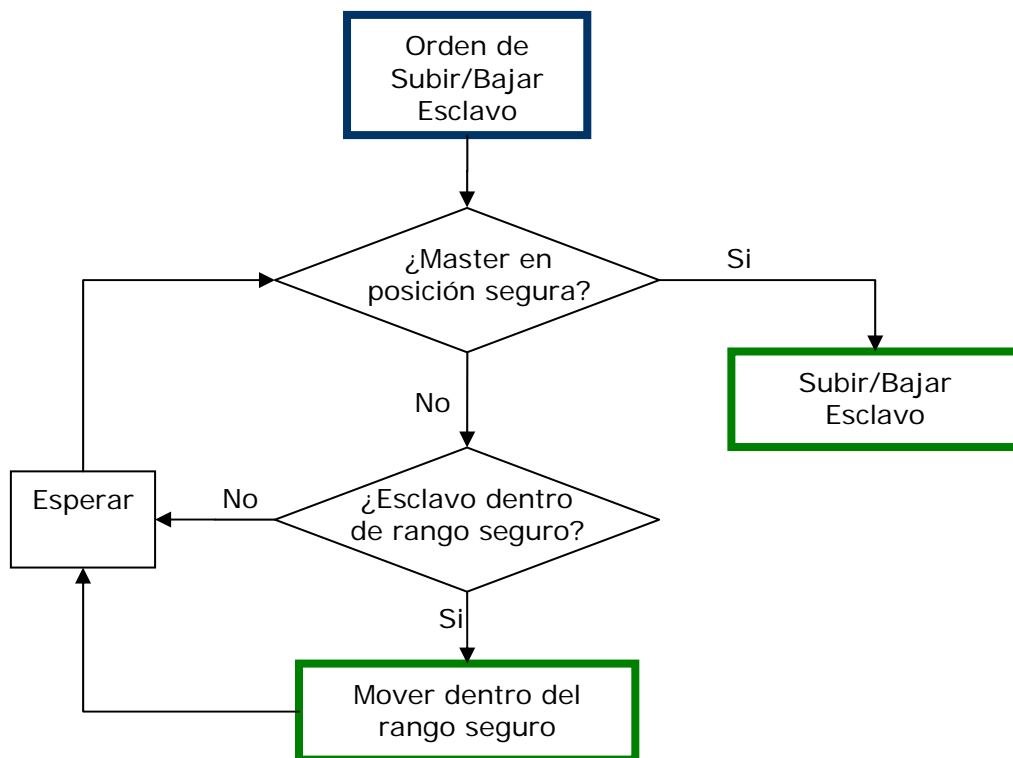 Orden de
Subir/Bajar
Esclavo
¿Master en
posición segura?
Si
Subir/Bajar
Esclavo
No
¿Esclavo dentro
de rango seguro?
No
Esperar
Si
Mover dentro del
rango seguro